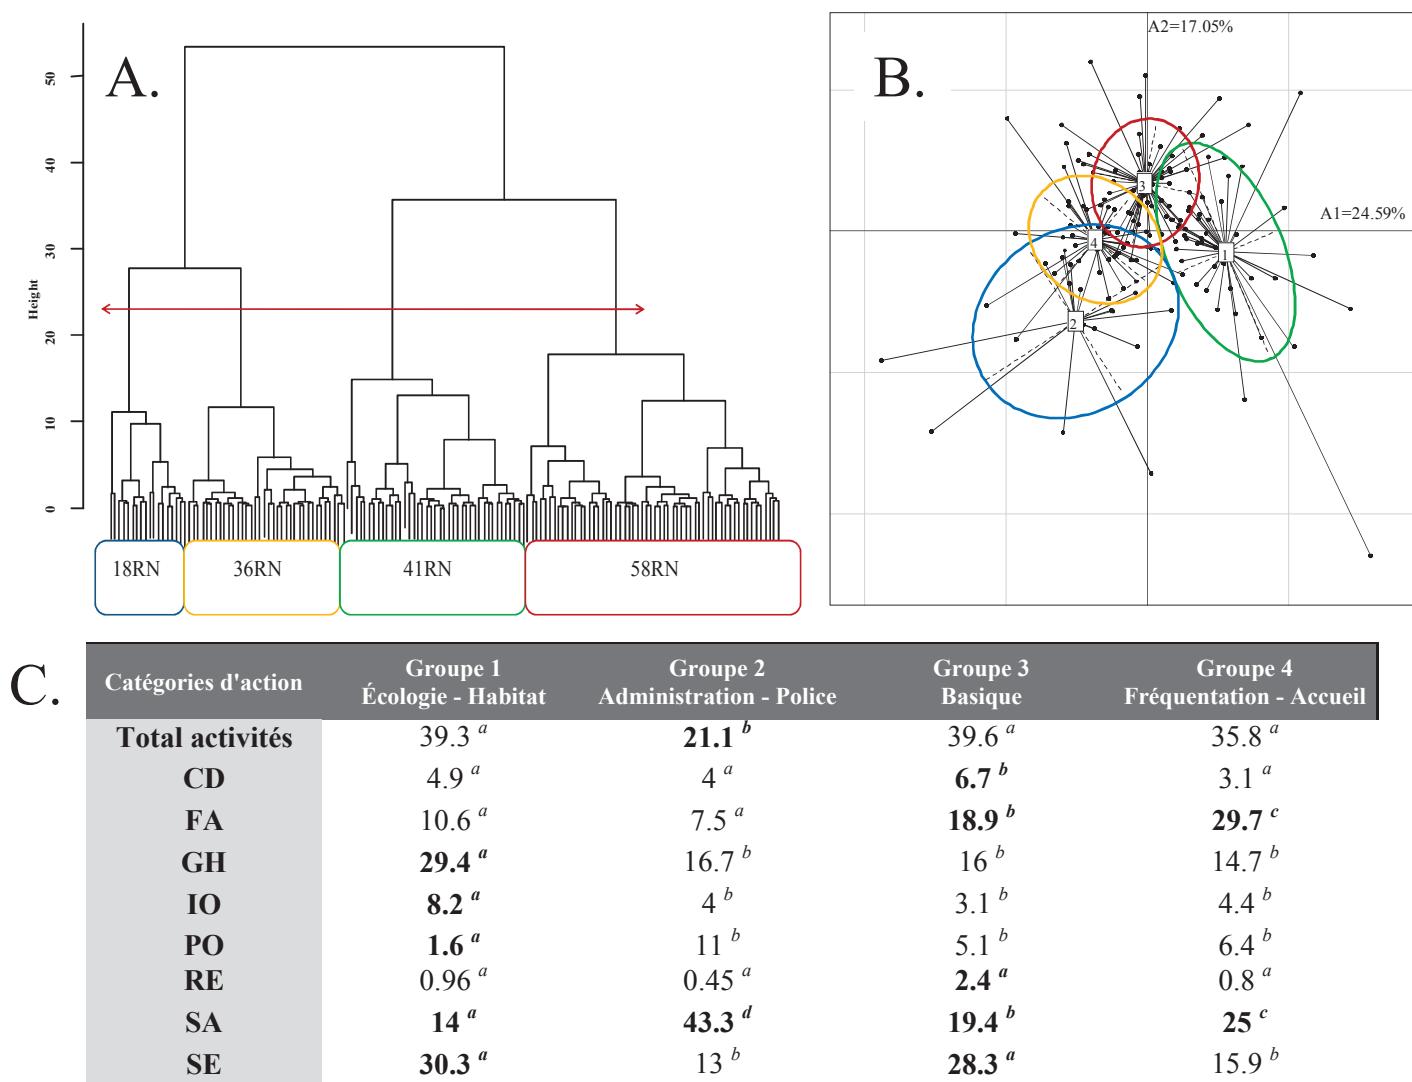 A.
Height
50
40
30
20
10
0
18RN 36RN 41RN 58RN
B.
A2=17.05%
A1=24.59%
3
4
1
2
C.
Catégories d'action Groupe 1 Écologie - Habitat Groupe 2 Administration - Police Groupe 3 Basique Groupe 4 Fréquentation - Accueil
Total activités 39.3 a 21.1 b 39.6 a 35.8 a
CD 4.9 a 4 a 6.7 b 3.1 a
FA 10.6 a 7.5 a 18.9 b 29.7 c
GH 29.4 a 16.7 b 16 b 14.7 b
IO 8.2 a 4 b 3.1 b 4.4 b
PO 1.6 a 11 b 5.1 b 6.4 b
RE 0.96 a 0.45 a 2.4 a 0.8 a
SA 14 a 43.3 d 19.4 b 25 c
SE 30.3 a 13 b 28.3 a 15.9 b